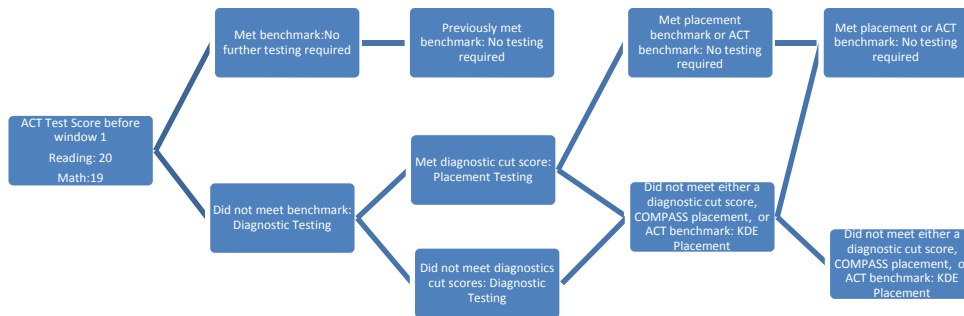 ACT Test Score before
window 1
Reading: 20
Math:19
Met benchmark:No
further testing required
Did not meet benchmark:
Diagnostic Testing
Previously met
benchmark: No testing
required
Met diagnostic cut score:
Placement Testing
Did not meet diagnostics
cut scores: Diagnostic
Testing
Met placement
benchmark or ACT
benchmark: No testing
required
Did not meet either a
diagnostic cut score,
COMPASS placement,  or
ACT benchmark: KDE
Placement
Met placement or ACT
benchmark: No testing
required
Did not meet either a
diagnostic cut score,
COMPASS placement,
ACT benchmark: KDE
Placement